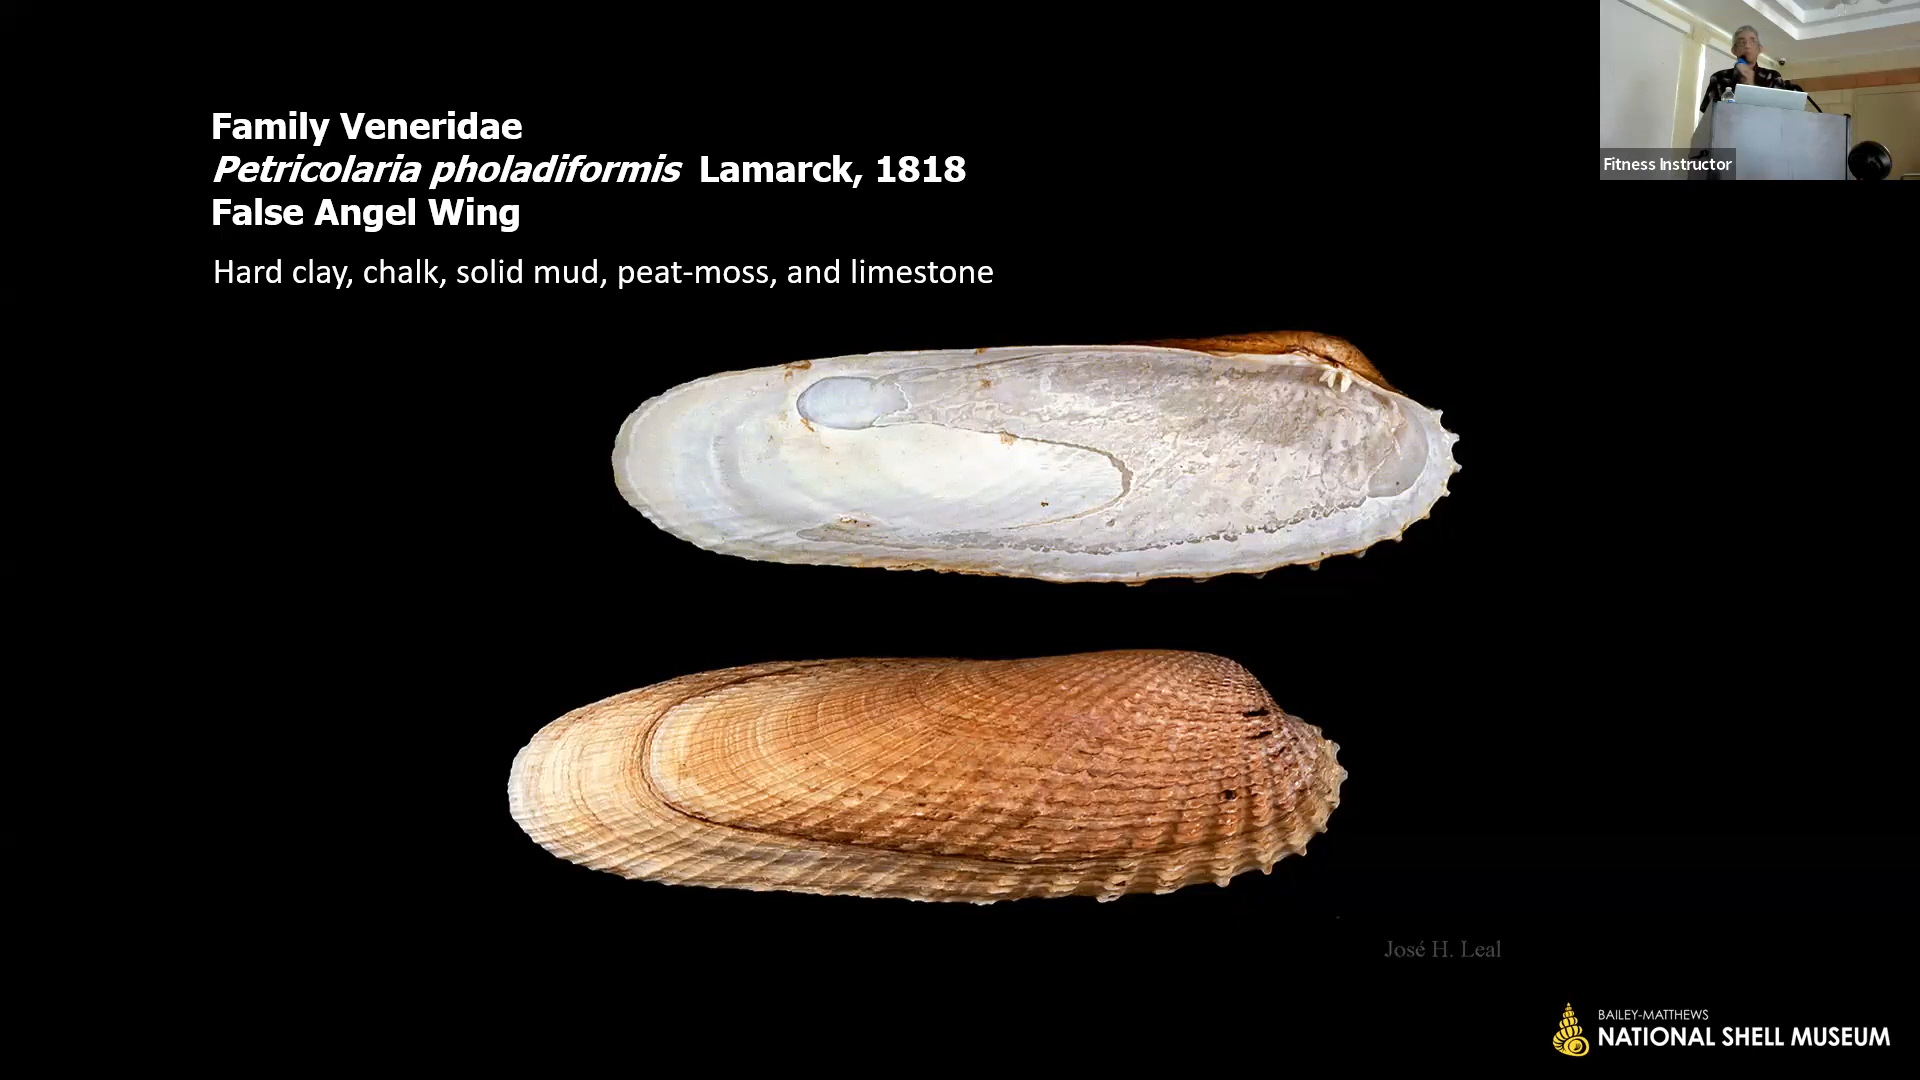 Family Veneridae
Petricolaria pholadiformis Lamarck, 1818
False Angel Wing
Hard clay, chalk, solid mud, peat-moss, and limestone
Fitness Instructor
José H. Leal
BAILEY-MATTHEWS
NATIONAL SHELL MUSEUM